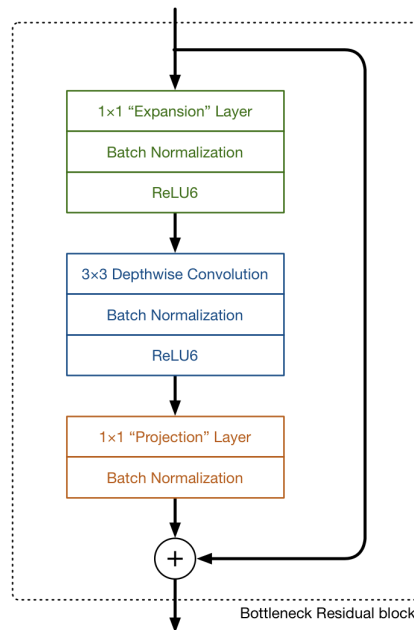 1×1 “Expansion” Layer
Batch Normalization
ReLU6
3×3 Depthwise Convolution
Batch Normalization
ReLU6
1×1 “Projection” Layer
Batch Normalization
+
Bottleneck Residual block